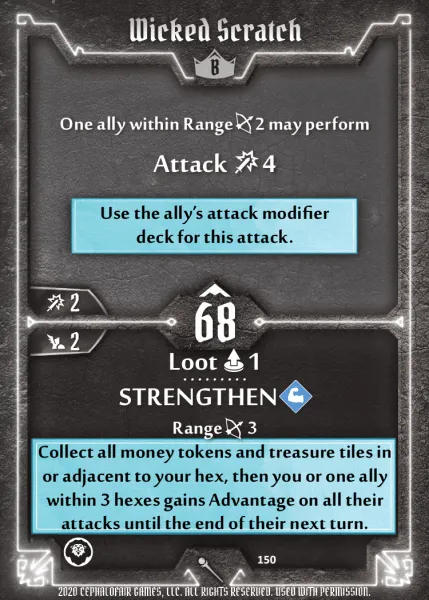 Wicked Scratch
B
One ally within Range 2 may perform
Attack 4
Use the ally's attack modifier
deck for this attack.
2
68
2
Loot 1
STRENGTHEN
Range 3
Collect all money tokens and treasure tiles in
or adjacent to your hex, then you or one ally
within 3 hexes gains Advantage on all their
attacks until the end of their next turn.
150
2020 CEPHALOFAIR GAMES, LLC. ALL RIGHTS RESERVED. USED WITH PERMISSION.